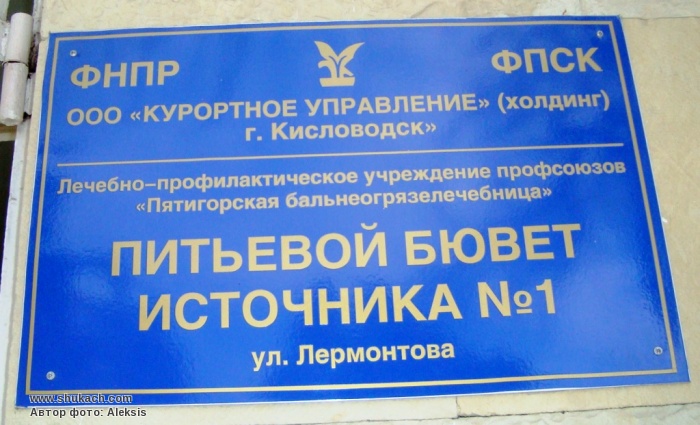 ФНПР ФПСК
ООО «КУРОРТНОЕ УПРАВЛЕНИЕ» (холдинг)
г. Кисловодск»
Лечебно-профилактическое учреждение профсоюзов
«Пятигорская бальнеогрязелечебница»
ПИТЬЕВОЙ БЮВЕТ
ИСТОЧНИКА №1
ул. Лермонтова
www.shukach.com
Автор фото: Aleksis